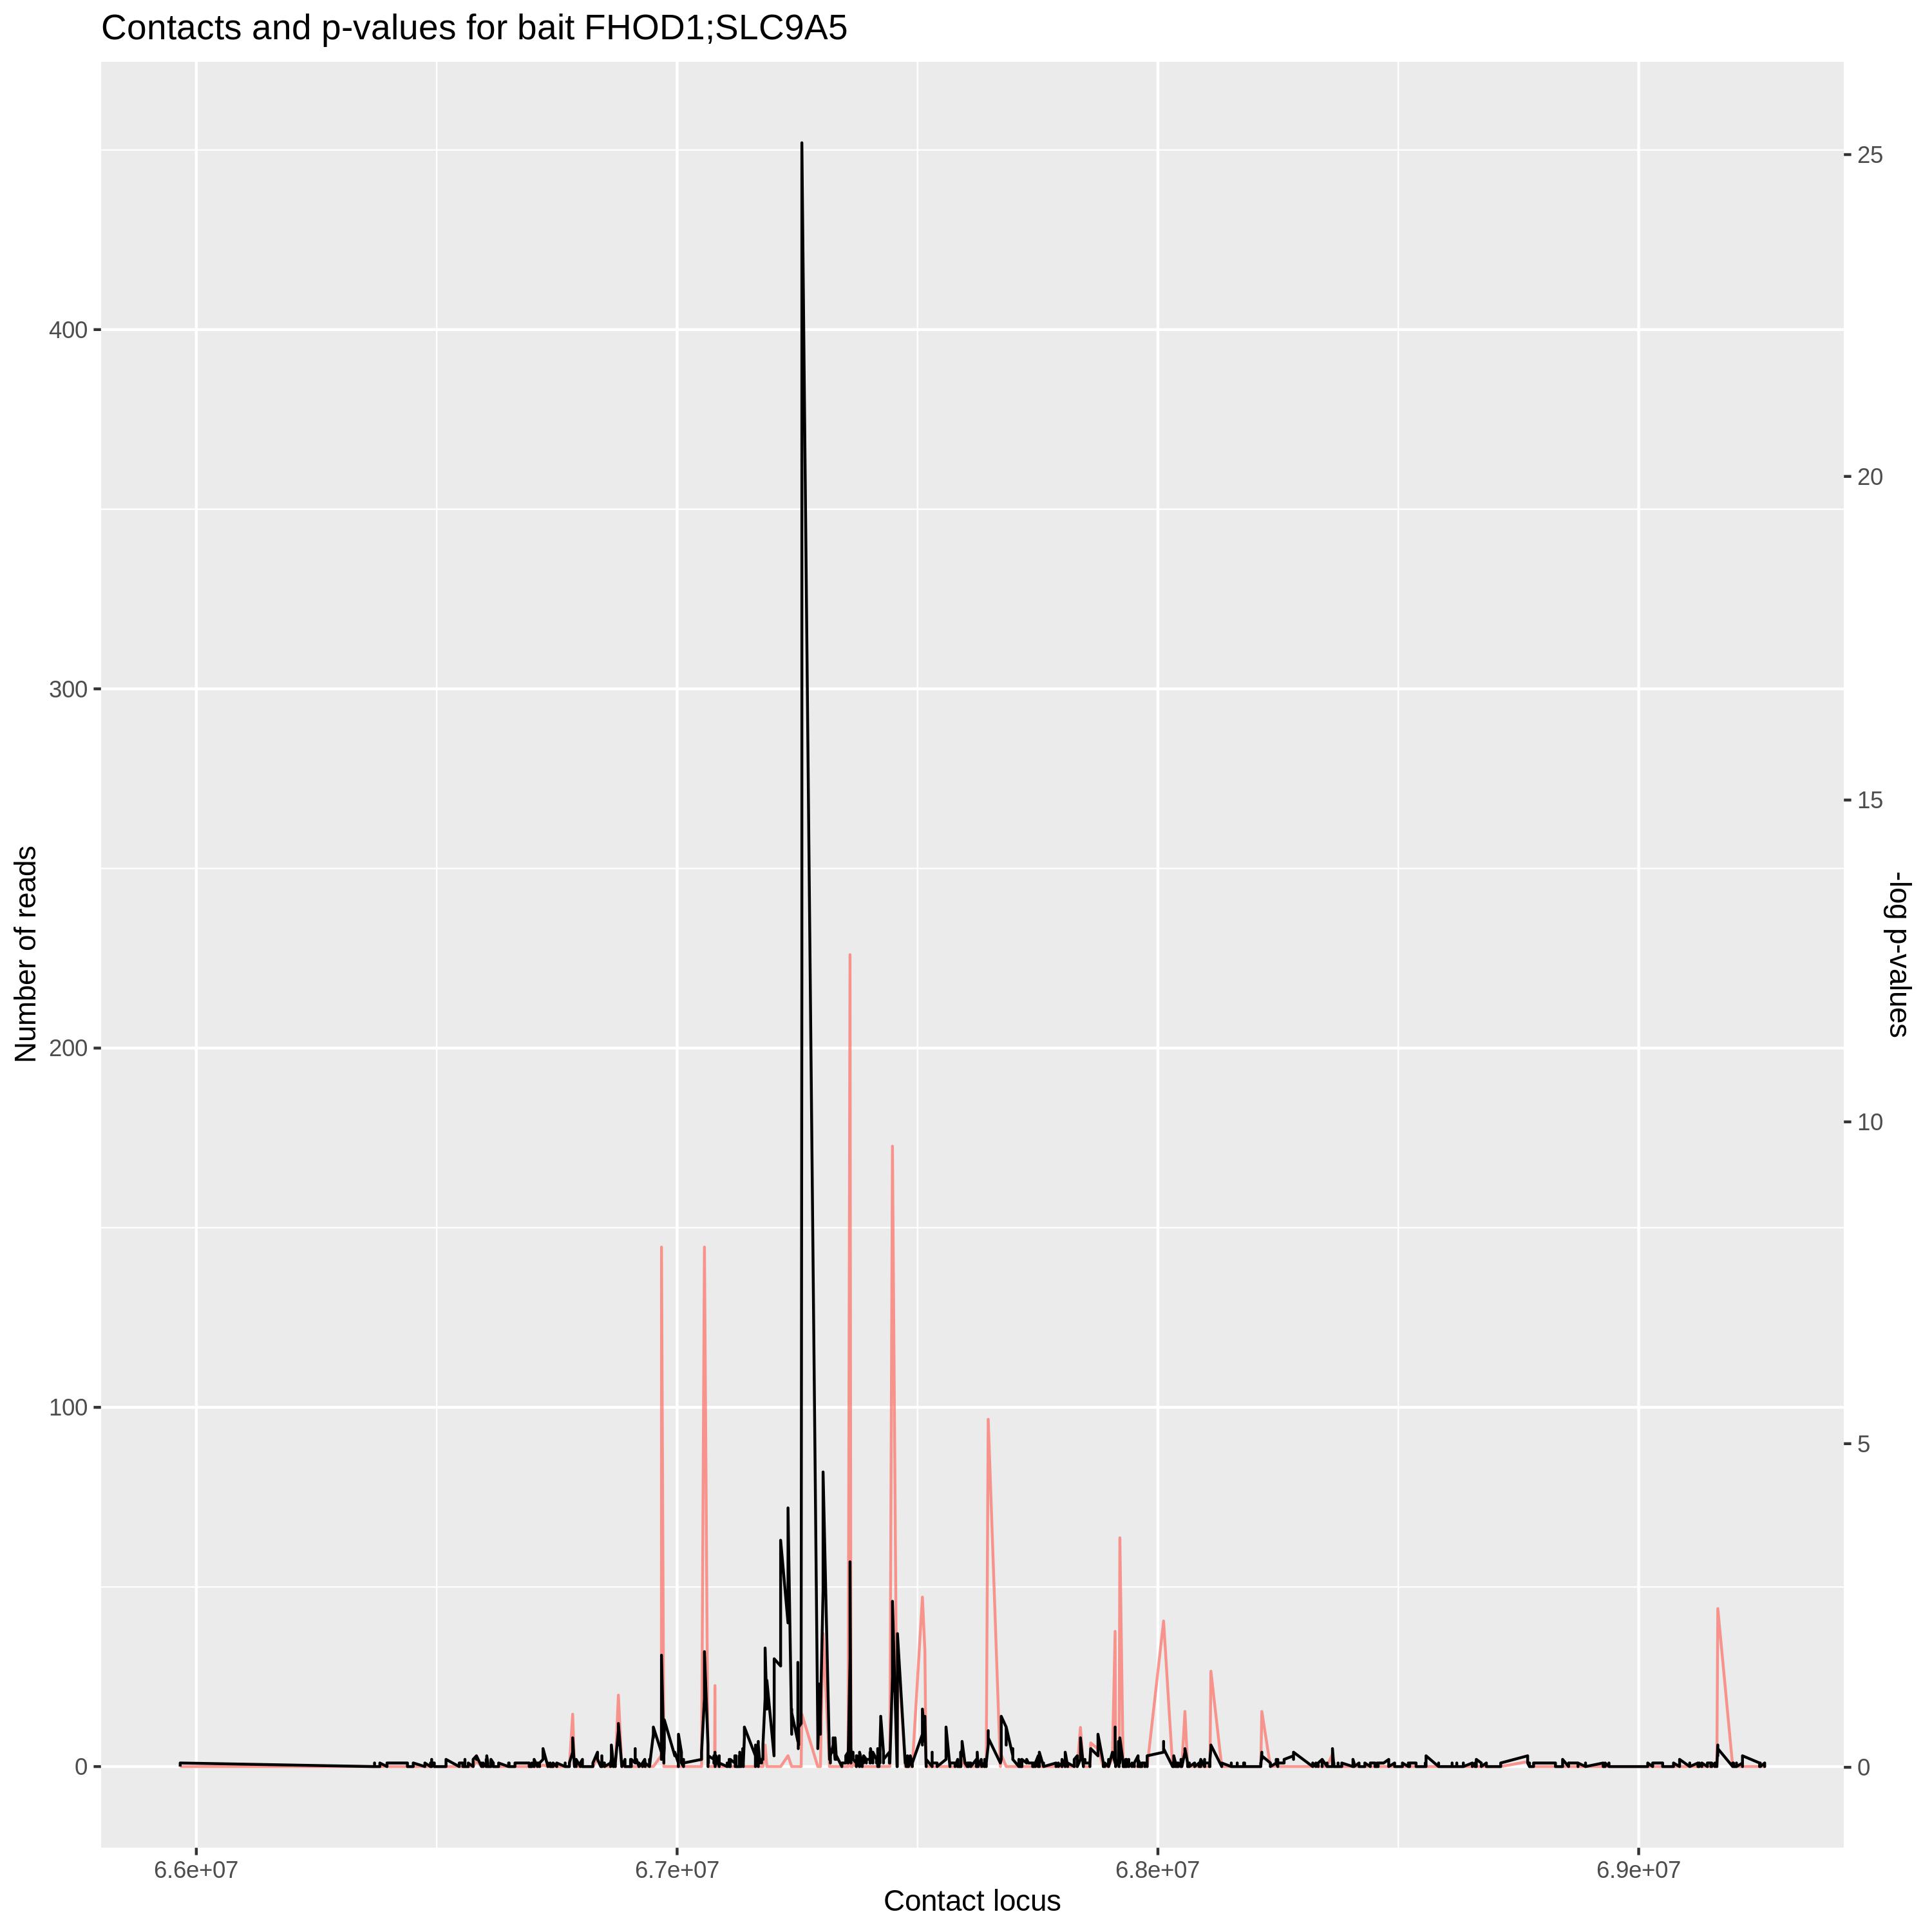 Contacts and p-values for bait FHOD1;SLC9A5
Number of reads
400
300
200
100
0
25
20
15
10
5
0
-log p-values
6.6e+07
6.7e+07
6.8e+07
6.9e+07
Contact locus